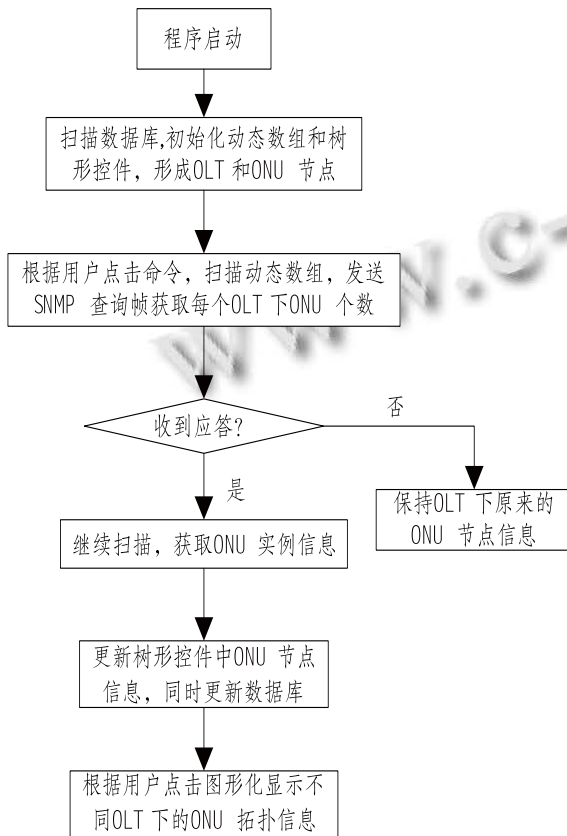 程序启动
扫描数据库,初始化动态数组和树
形控件，形成OLT 和ONU 节点
根据用户点击命令，扫描动态数组，发送
SNMP 查询帧获取每个OLT 下ONU 个数
www.c-
收到应答?
否
是
保持OLT 下原来的
ONU 节点信息
继续扫描，获取ONU 实例信息
更新树形控件中ONU 节点
信息，同时更新数据库
根据用户点击图形化显示不
同OLT 下的ONU 拓扑信息